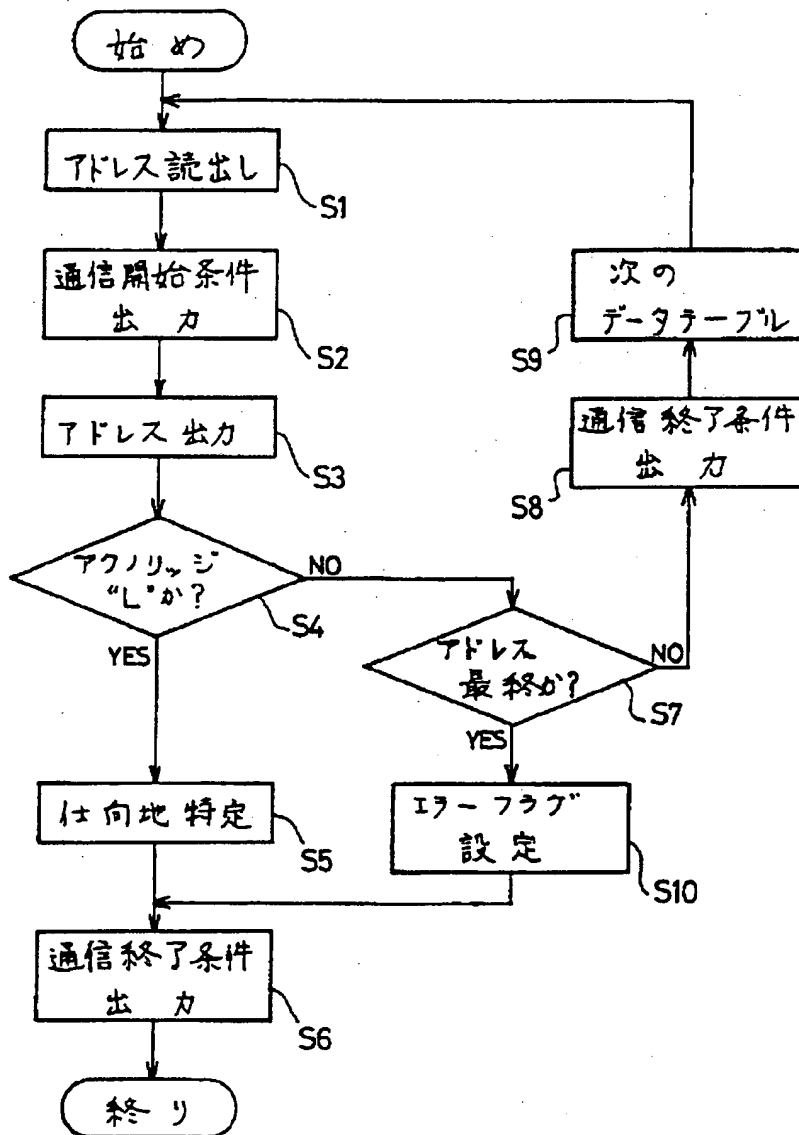 始め
アドレス読出し
S1
通信開始条件
出力
S2
アドレス出力
S3
アクノリッジ
"L"か?
S4
NO
YES
仕向地特定
S5
通信終了条件
出力
S6
終り
アドレス
最終か?
S7
NO
YES
エラーフラグ
設定
S10
通信終了条件
出力
S8
次の
データテーブル
S9